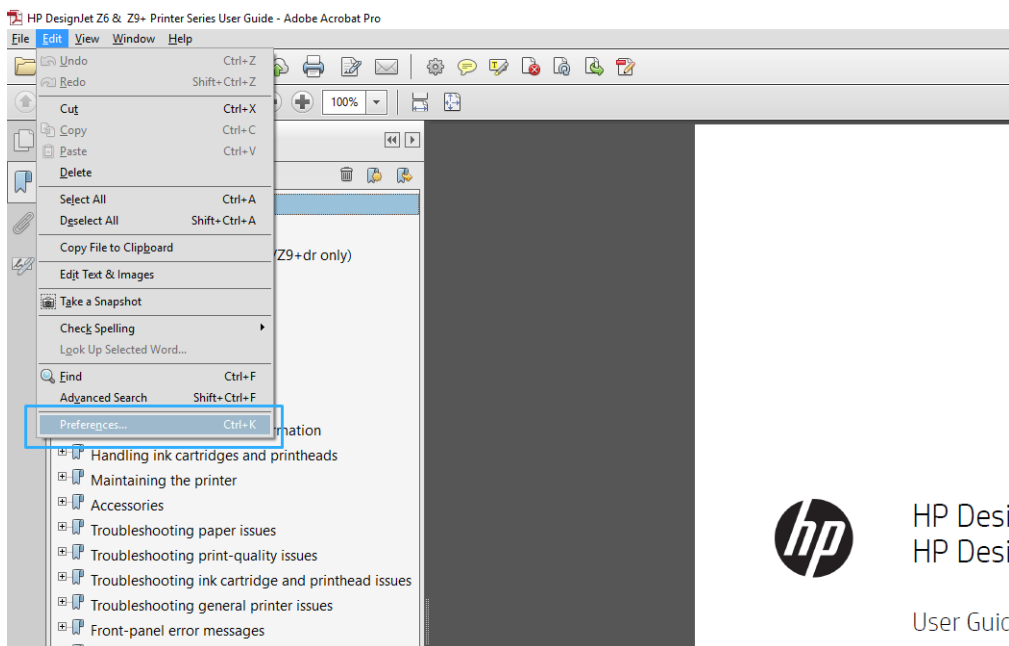 HP DesignJet Z6 & Z9+ Printer Series User Guide - Adobe Acrobat Pro
File Edit View Window Help
Undo Ctrl+Z
Redo Shift+Ctrl+Z
100%
Cut Ctrl+X
Copy Ctrl+C
Paste Ctrl+V
Delete
Select All Ctrl+A
Deselect All Shift+Ctrl+A
Copy File to Clipboard
/Z9+dr only)
Edit Text & Images
Take a Snapshot
Check Spelling
Look Up Selected Word...
Find Ctrl+F
Advanced Search Shift+Ctrl+F
Preferences... Ctrl+K
mation
Handling ink cartridges and printheads
Maintaining the printer
Accessories
Troubleshooting paper issues
Troubleshooting print-quality issues
Troubleshooting ink cartridge and printhead issues
Troubleshooting general printer issues
Front-panel error messages
hp
HP Desi
HP Desi
User Guid